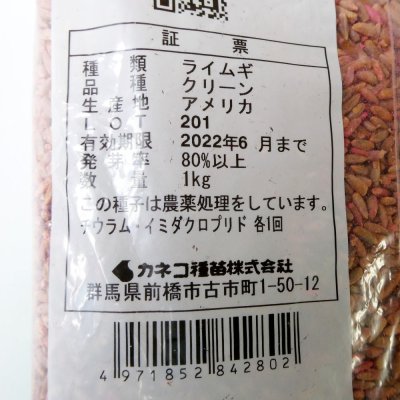 証 票
種 類 ライムギ
品 種 クリーン
生 産 地 アメリカ
LOT 201
有効期限 2022年6 月まで
発 芽 率 80%以上
数 量 1kg
この種子は農薬処理をしています。
チウラム・イミダクロプリド 各1回
カネコ種苗株式会社
群馬県前橋市古市町1-50-12
4 971852 842802